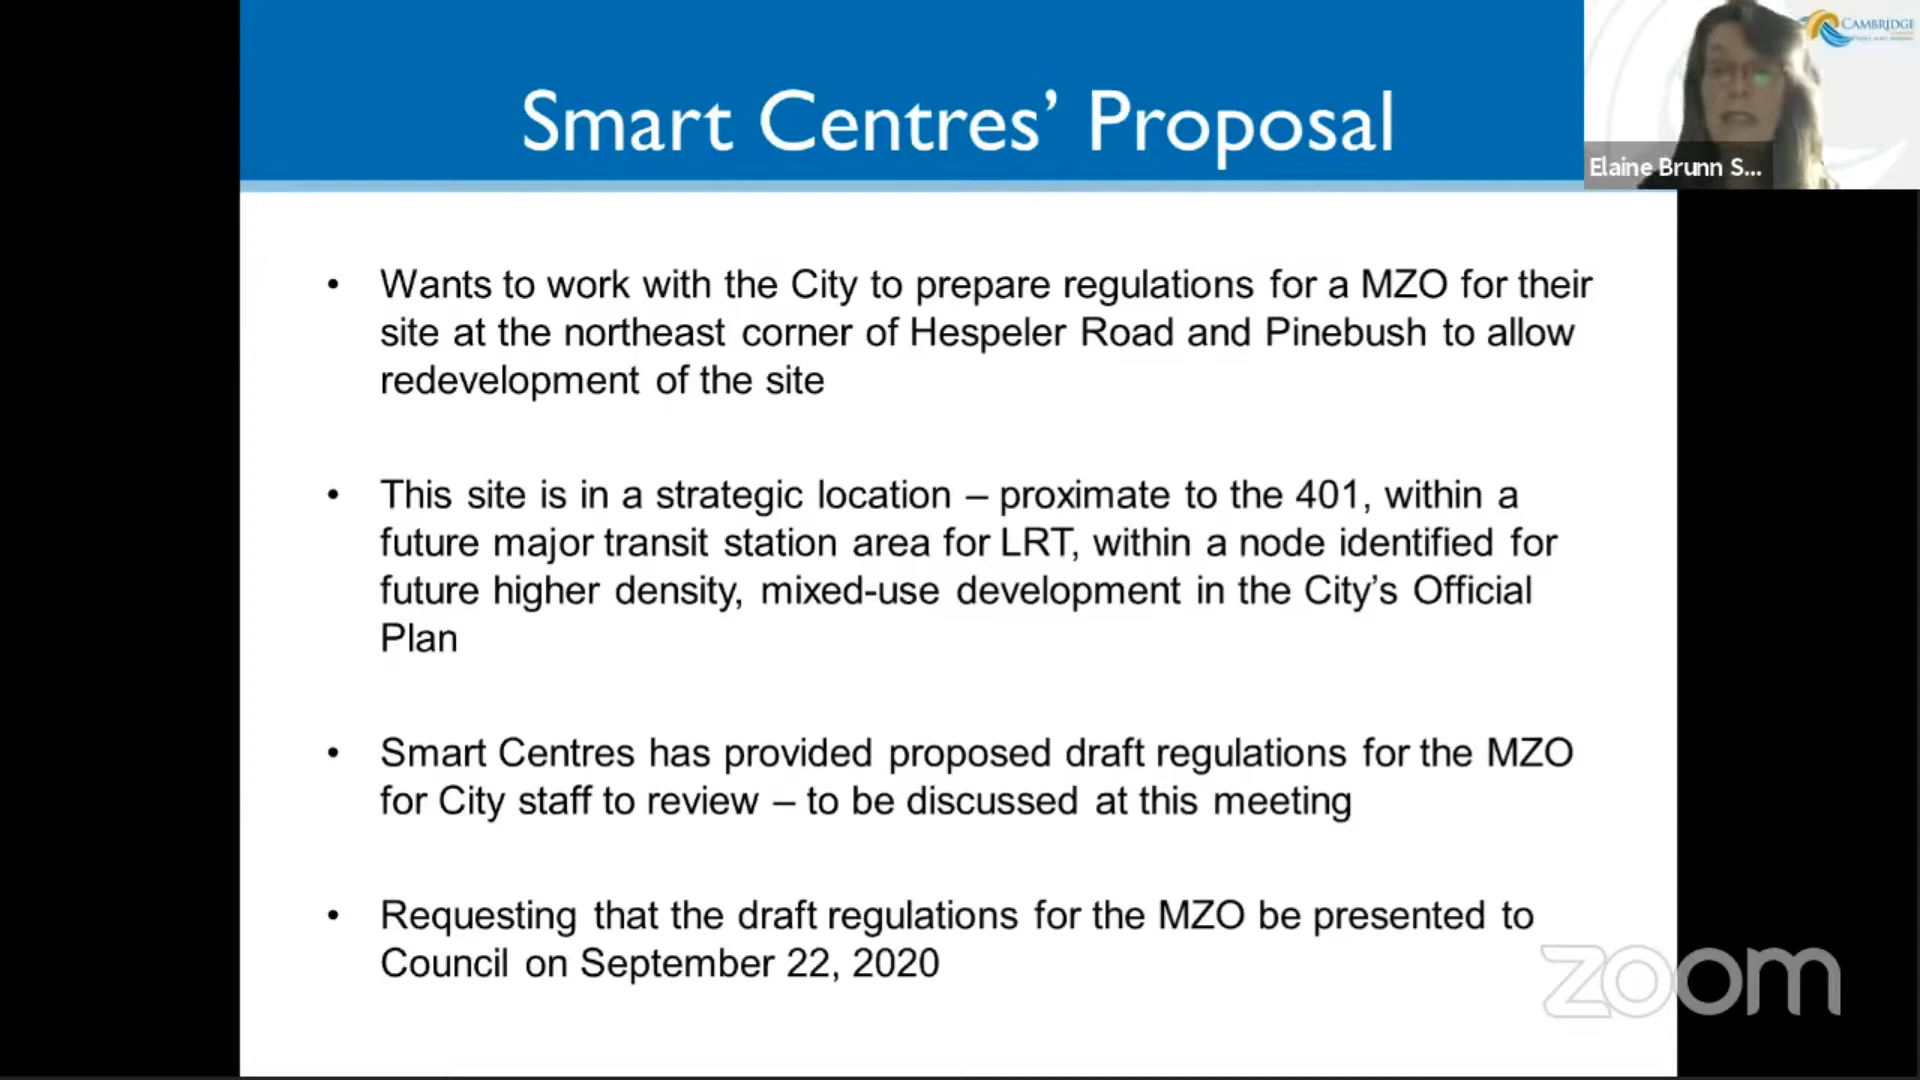 Smart Centres’ Proposal
CAMBRIDGE
Elaine Brunn S...
• Wants to work with the City to prepare regulations for a MZO for their
site at the northeast corner of Hespeler Road and Pinebush to allow
redevelopment of the site
• This site is in a strategic location – proximate to the 401, within a
future major transit station area for LRT, within a node identified for
future higher density, mixed-use development in the City’s Official
Plan
• Smart Centres has provided proposed draft regulations for the MZO
for City staff to review – to be discussed at this meeting
• Requesting that the draft regulations for the MZO be presented to
Council on September 22, 2020
zoom